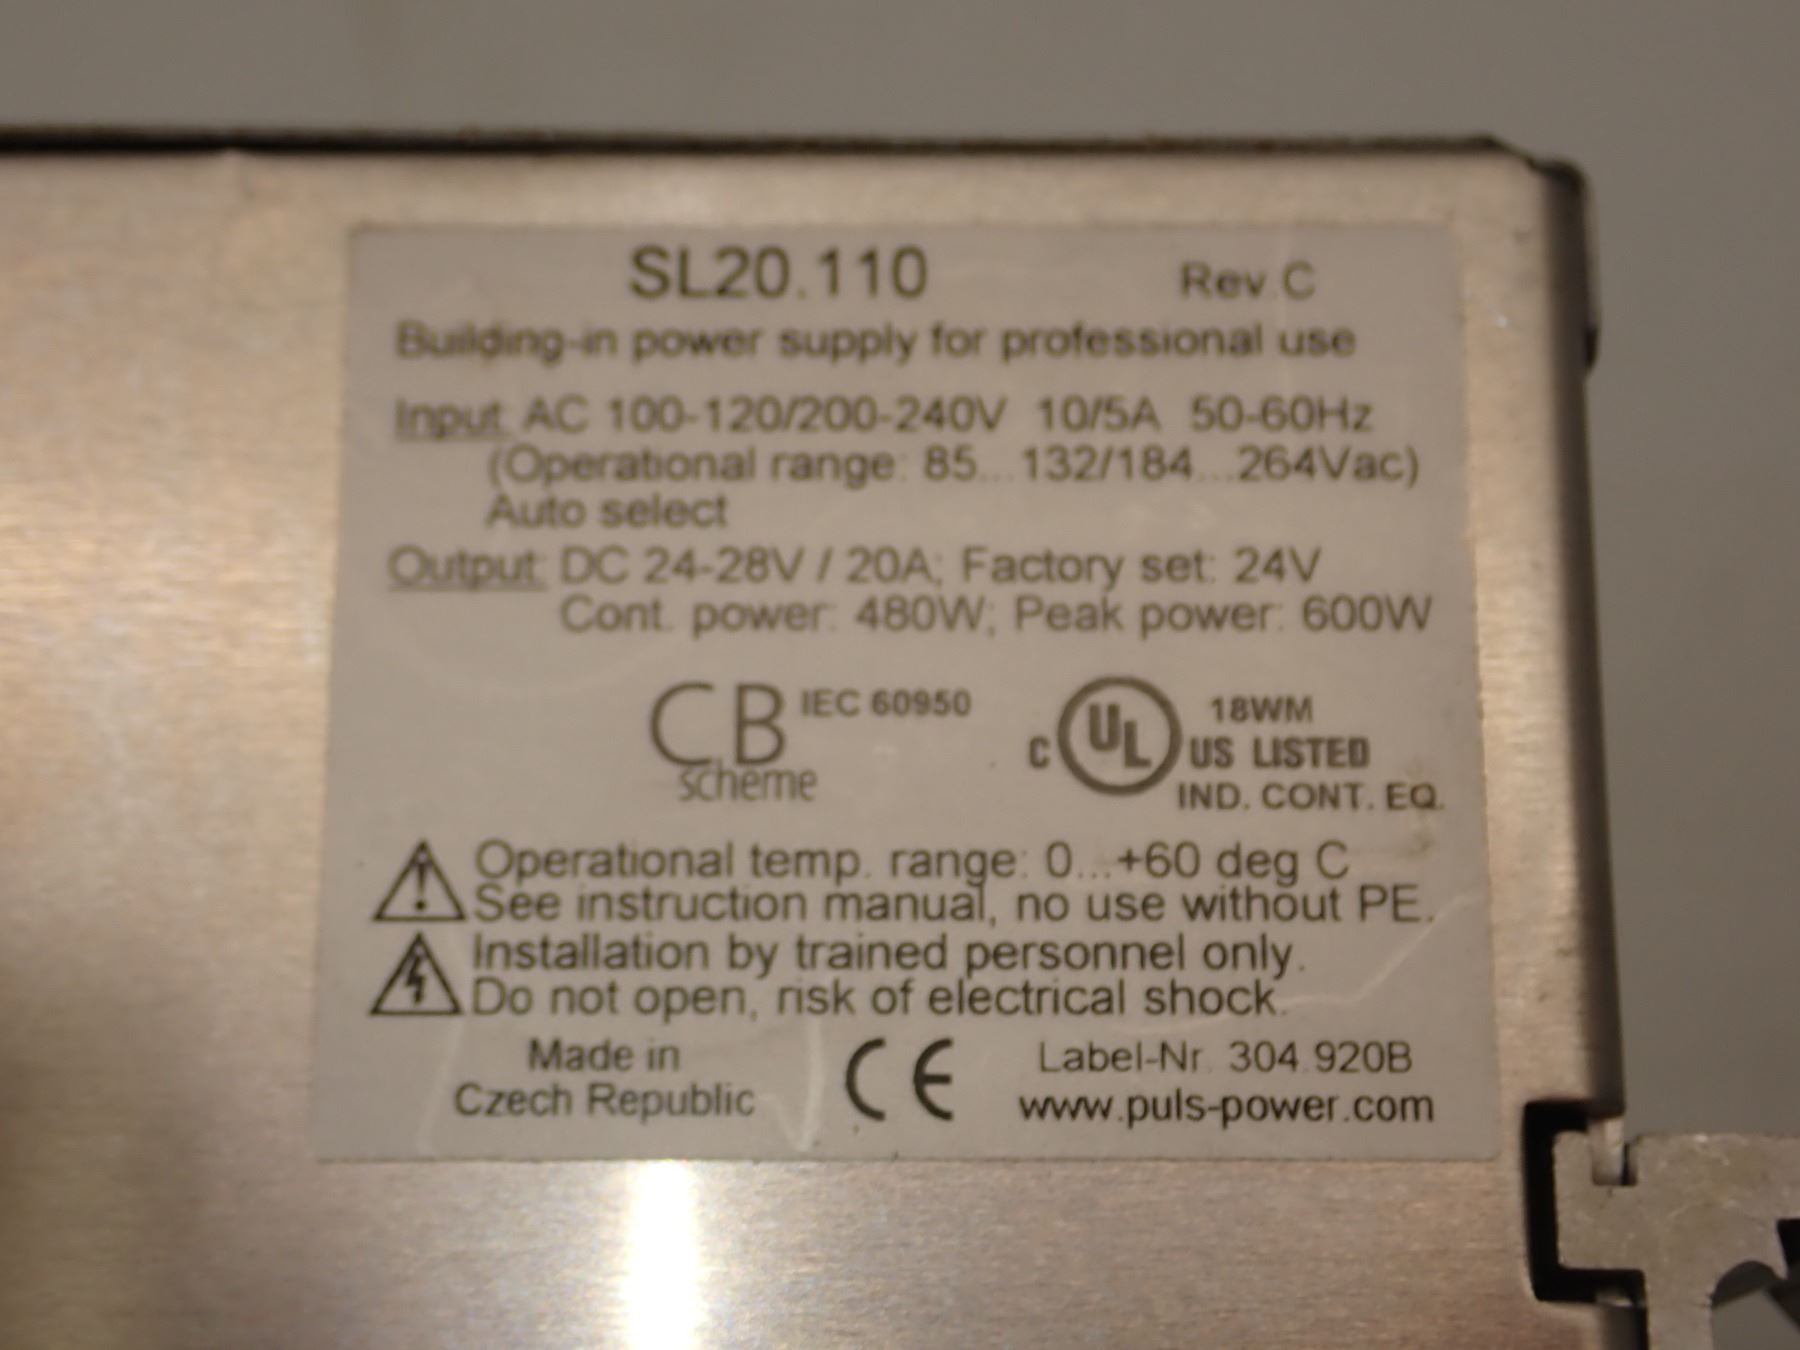 SL20.110 Rev.C
Building-in power supply for professional use
Input: AC 100-120/200-240V 10/5A 50-60Hz
(Operational range: 85...132/184...264Vac)
Auto select
Output: DC 24-28V / 20A; Factory set: 24V
Cont. power: 480W; Peak power: 600W
CB scheme IEC 60950
C UL US LISTED 18WM
IND. CONT. EQ.
Operational temp. range: 0...+60 deg C
See instruction manual, no use without PE.
Installation by trained personnel only.
Do not open, risk of electrical shock.
Made in
Czech Republic
CE
Label-Nr. 304.920B
www.puls-power.com